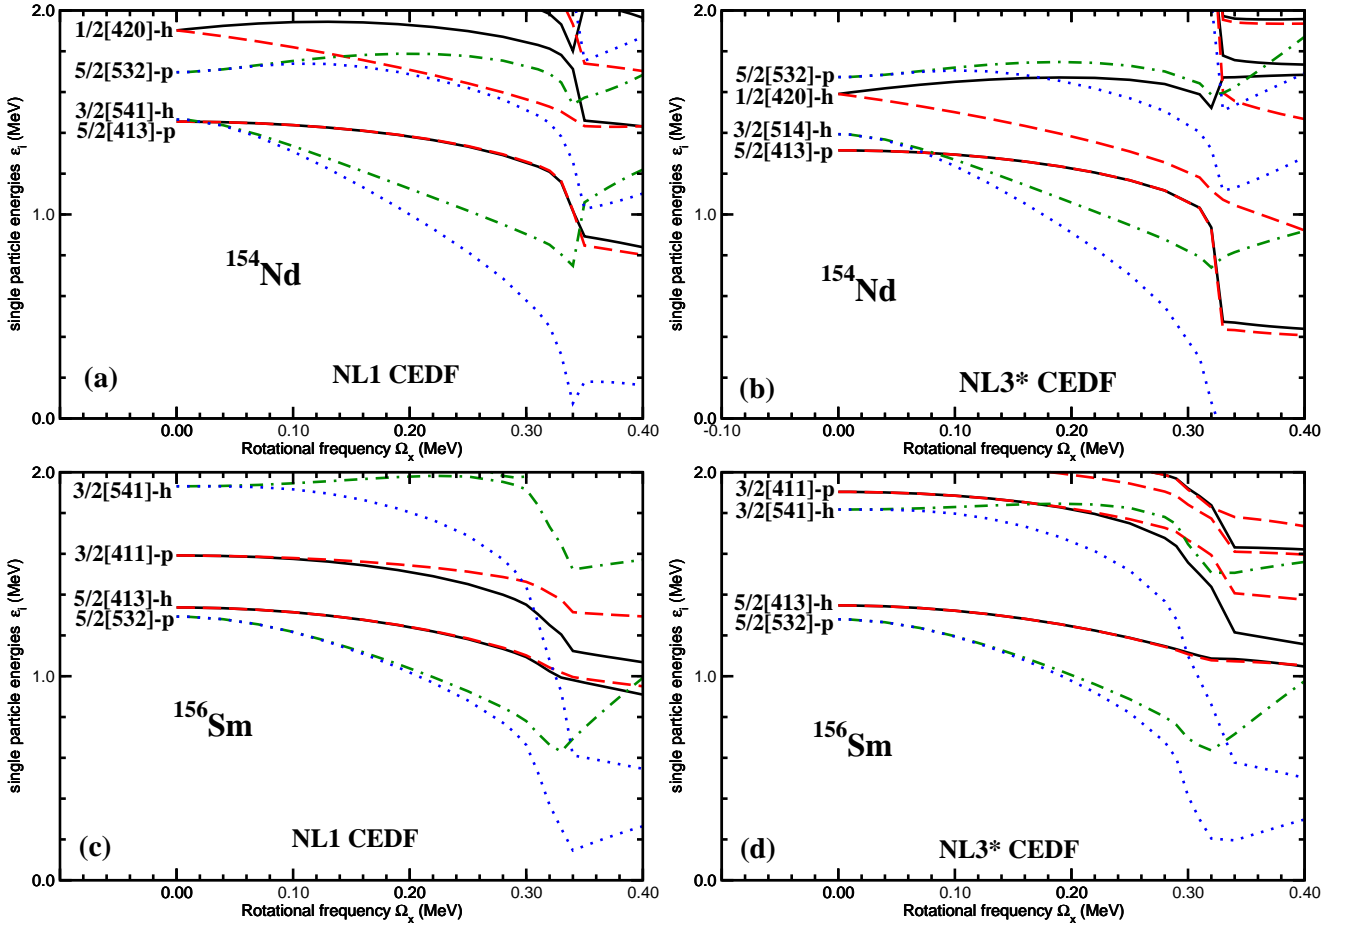 2.0
1/2[420]-h
5/2[532]-p
3/2[541]-h
5/2[413]-p
1.0
0.0
single particle energies ε_i (MeV)
154Nd
(a)
NL1 CEDF
0.00 0.10 0.20 0.30 0.40
Rotational frequency Ω_x (MeV)
2.0
5/2[532]-p
1/2[420]-h
3/2[514]-h
5/2[413]-p
1.0
0.0
single particle energies ε_i (MeV)
154Nd
(b)
NL3* CEDF
-0.10 0.00 0.10 0.20 0.30 0.40
Rotational frequency Ω_x (MeV)
2.0
3/2[541]-h
3/2[411]-p
5/2[413]-h
5/2[532]-p
1.0
0.0
single particle energies ε_i (MeV)
156Sm
(c)
NL1 CEDF
0.00 0.10 0.20 0.30 0.40
Rotational frequency Ω_x (MeV)
2.0
3/2[411]-p
3/2[541]-h
5/2[413]-h
5/2[532]-p
1.0
0.0
single particle energies ε_i (MeV)
156Sm
(d)
NL3* CEDF
0.00 0.10 0.20 0.30 0.40
Rotational frequency Ω_x (MeV)